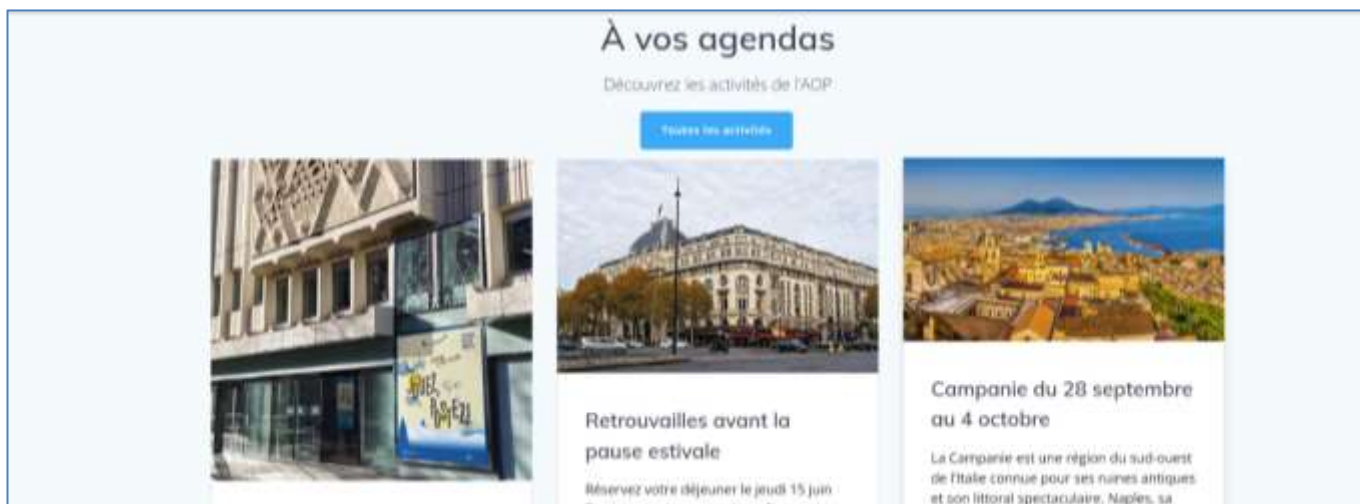 À vos agendas
Découvrez les activités de l'AOP
Toutes les activités
JOUEZ,
Retrouvailles avant la
pause estivale
Réservez votre déjeuner le jeudi 15 juin
Campanie du 28 septembre
au 4 octobre
La Campanie est une région du sud-ouest
de l'Italie connue pour ses ruines antiques
et son littoral spectaculaire. Naples, sa